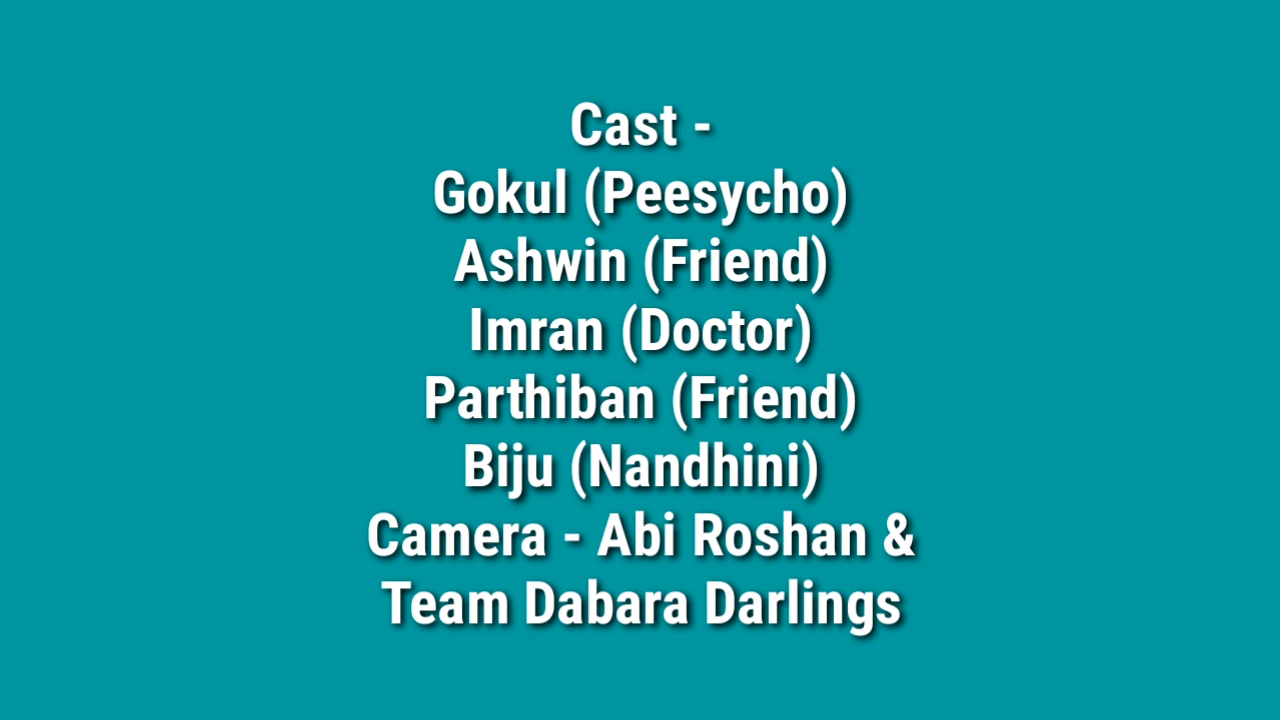 Cast -
Gokul (Peesycho)
Ashwin (Friend)
Imran (Doctor)
Parthiban (Friend)
Biju (Nandhini)
Camera - Abi Roshan &
Team Dabara Darlings